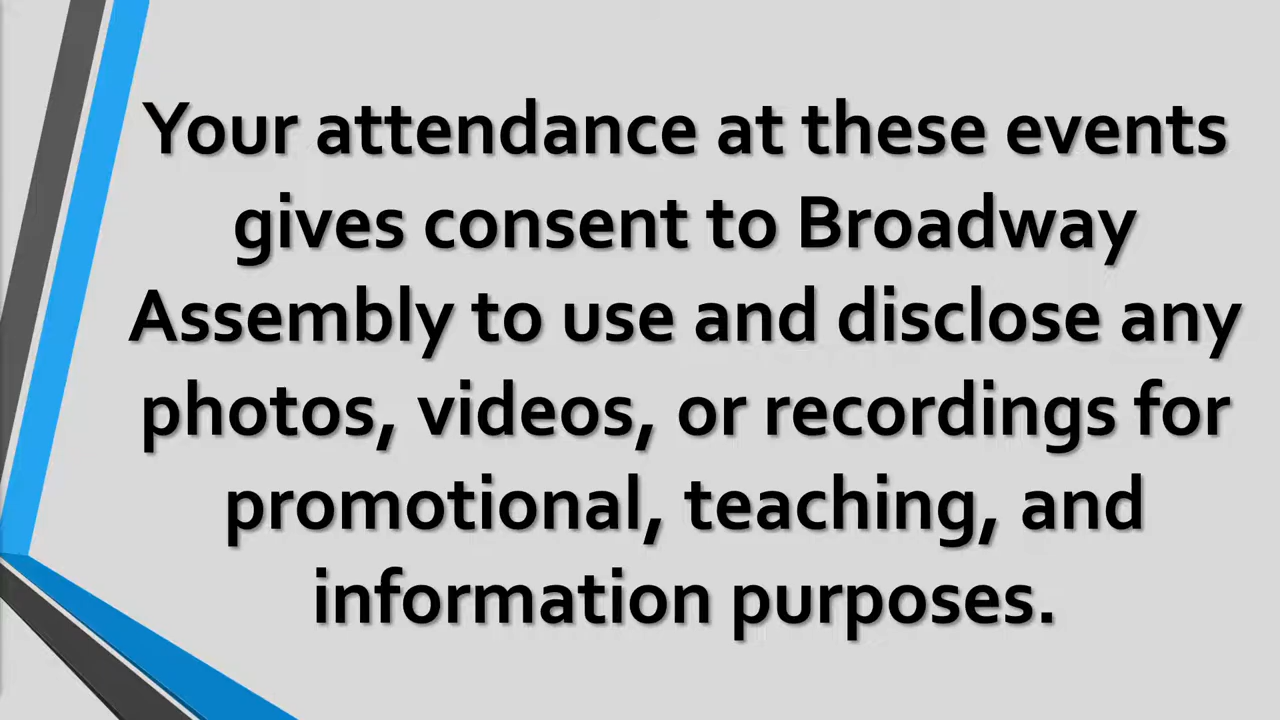 Your attendance at these events
gives consent to Broadway
Assembly to use and disclose any
photos, videos, or recordings for
promotional, teaching, and
information purposes.